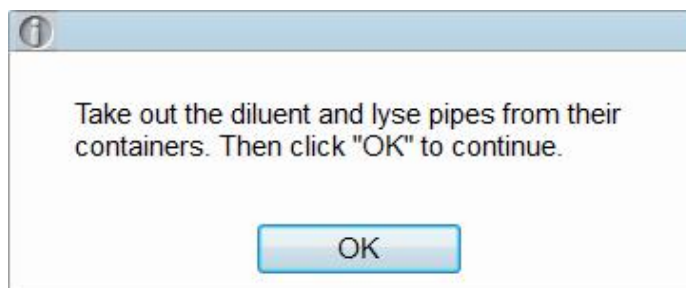 Take out the diluent and lyse pipes from their
containers. Then click "OK" to continue.
OK